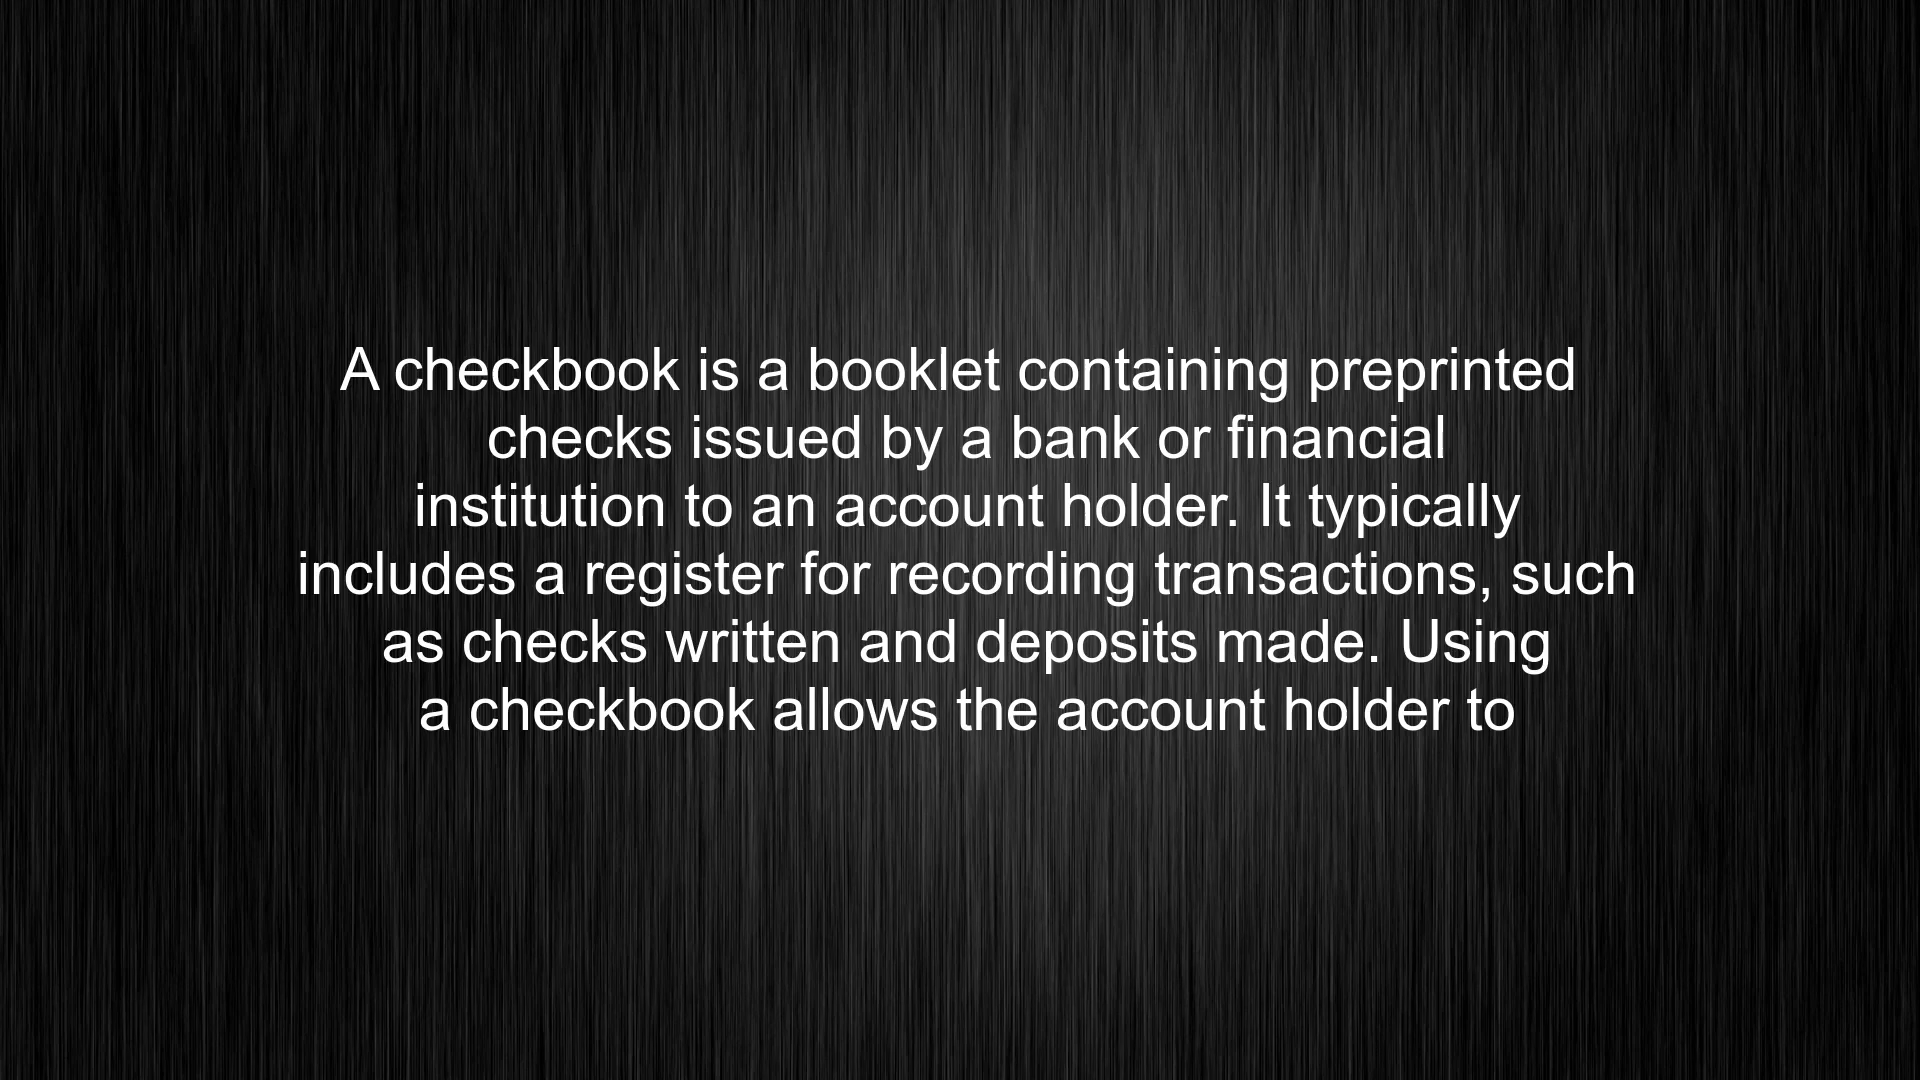 A checkbook is a booklet containing preprinted
checks issued by a bank or financial
institution to an account holder. It typically
includes a register for recording transactions, such
as checks written and deposits made. Using
a checkbook allows the account holder to